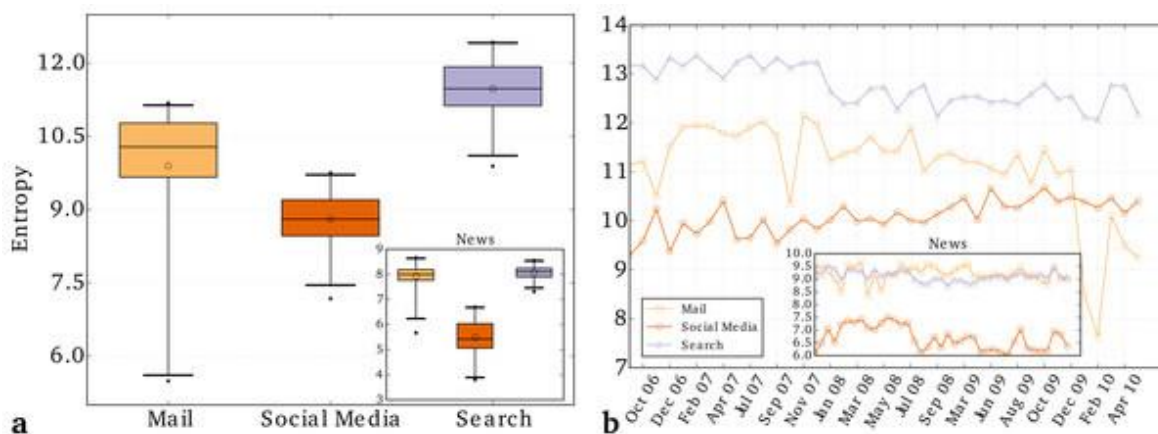 Entropy
12.0
10.5
9.0
7.5
6.0
News
9
8
7
6
5
4
3
Mail
Social Media
Search
a
14
13
12
11
10
9
8
7
News
10.0
9.5
9.0
8.5
8.0
7.5
7.0
6.5
6.0
Mail
Social Media
Search
Oct 06
Dec 06
Feb 07
Apr 07
Jul 07
Sep 07
Nov 07
Jun 08
Mar 08
May 08
Jul 08
Sep 08
Mar 09
Jun 09
Aug 09
Oct 09
Dec 09
Feb 10
Apr 10
b